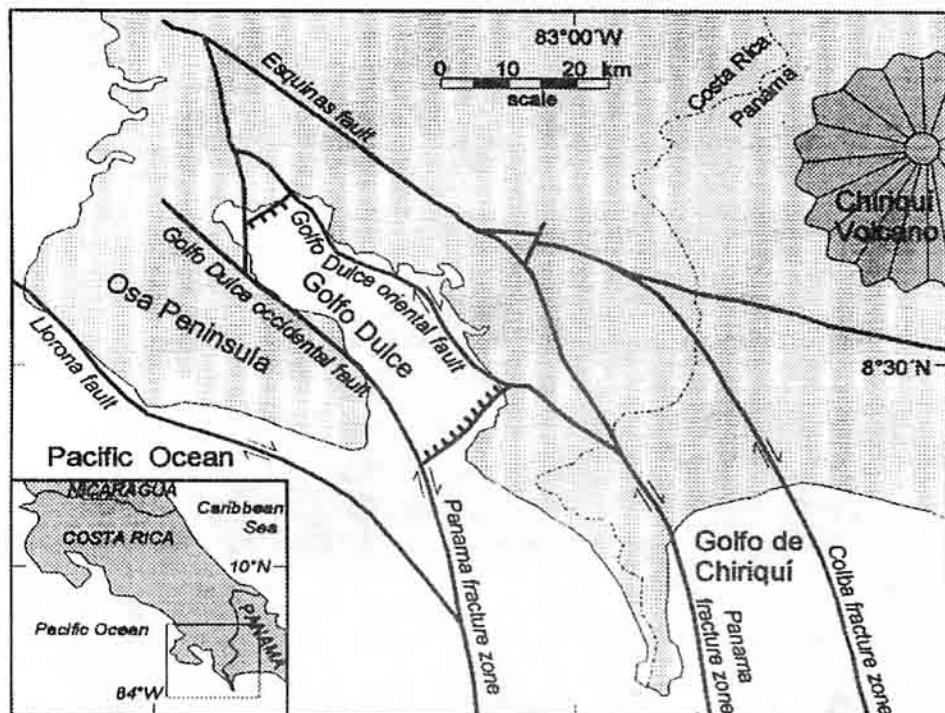 83°00´W
0 10 20 km
scale
Esquinas fault
Costa Rica
Panama
Chiriquí
Volcano
Golfo Dulce oriental fault
Golfo Dulce
Golfo Dulce occidental fault
Osa Peninsula
Llorona fault
8°30´N
Pacific Ocean
Panama fracture zone
Golfo de
Chiriquí
Panama
fracture zone
Colba fracture zone
NICARAGUA
Caribbean
Sea
COSTA RICA
10°N
Pacific Ocean
PANAMA
84°W